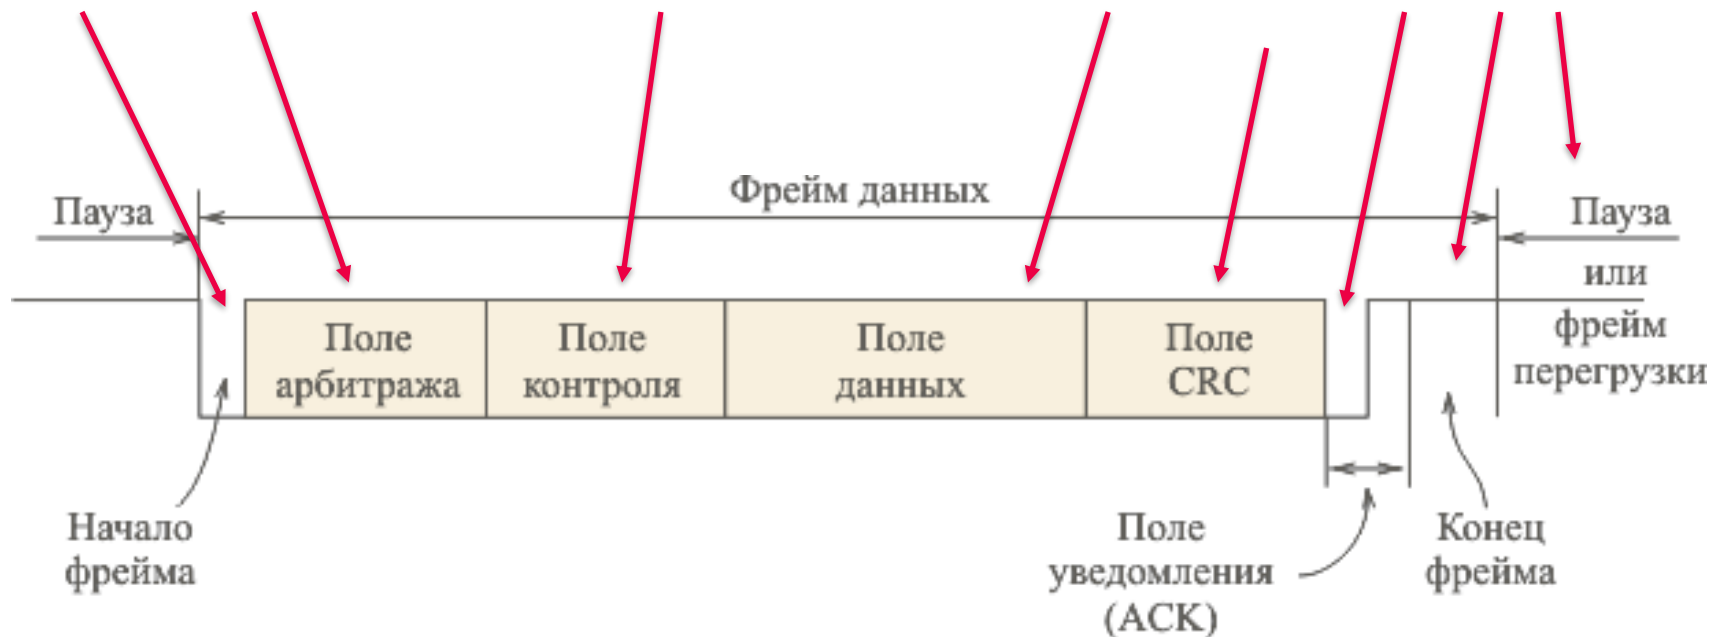 Фрейм данных
Пауза
Пауза
или
фрейм
перегрузки
Поле
арбитража
Поле
контроля
Поле
данных
Поле
CRC
Начало
фрейма
Поле
уведомления
(ACK)
Конец
фрейма